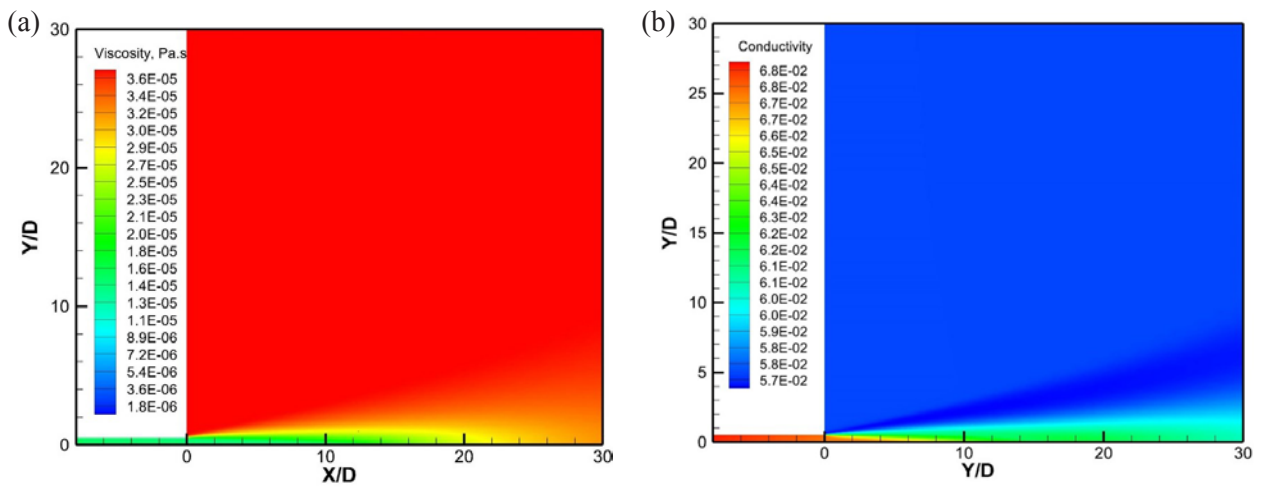 (a)
30
Viscosity, Pa.s
3.6E-05
3.4E-05
3.2E-05
3.0E-05
2.9E-05
2.7E-05
2.5E-05
2.3E-05
2.1E-05
1.8E-05
1.6E-05
1.3E-05
1.1E-05
8.9E-06
7.2E-06
5.4E-06
3.6E-06
1.8E-06
20
Y/D
10
0
0
10
20
30
X/D
(b)
30
Conductivity
6.8E-02
6.8E-02
6.7E-02
6.7E-02
6.6E-02
6.5E-02
6.5E-02
6.4E-02
6.4E-02
6.3E-02
6.2E-02
6.2E-02
6.1E-02
6.1E-02
6.0E-02
6.0E-02
5.9E-02
5.8E-02
5.8E-02
5.7E-02
25
20
Y/D
15
10
5
0
0
10
20
30
Y/D